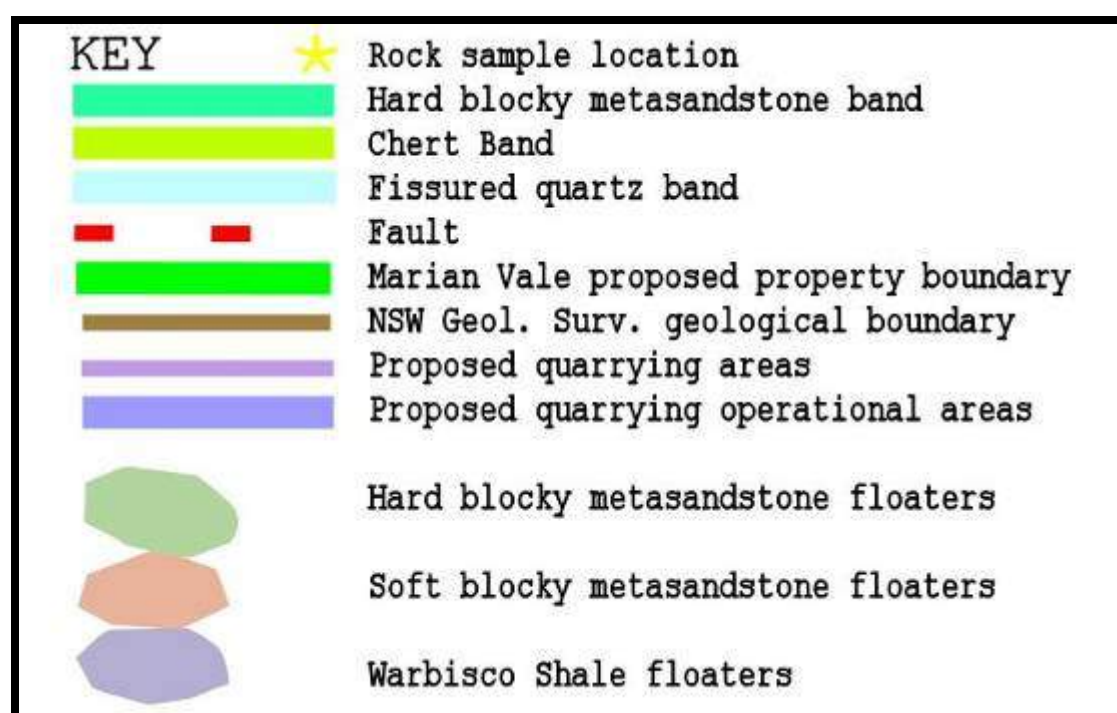 KEY
Rock sample location
Hard blocky metasandstone band
Chert Band
Fissured quartz band
Fault
Marian Vale proposed property boundary
NSW Geol. Surv. geological boundary
Proposed quarrying areas
Proposed quarrying operational areas
Hard blocky metasandstone floaters
Soft blocky metasandstone floaters
Warbisco Shale floaters